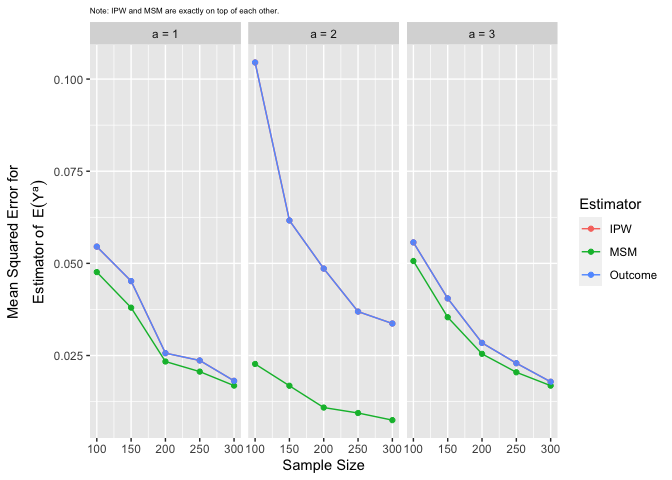 Note: IPW and MSM are exactly on top of each other.
a = 1
a = 2
a = 3
0.100
0.075
0.050
0.025
Mean Squared Error for
Estimator of E(Yᵃ)
100 150 200 250 300
100 150 200 250 300
100 150 200 250 300
Sample Size
Estimator
IPW
MSM
Outcome